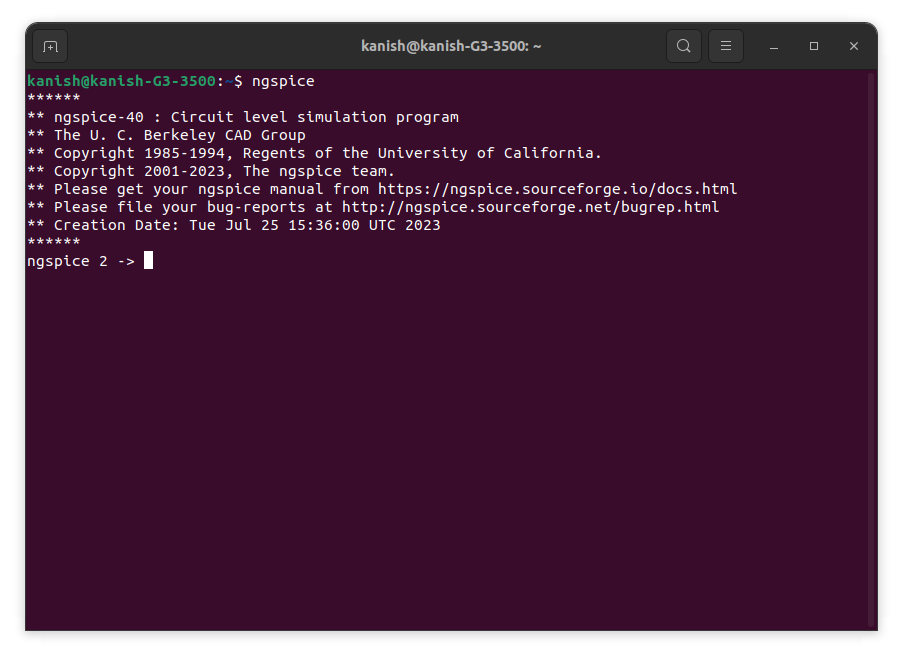 kanish@kanish-G3-3500: ~
kanish@kanish-G3-3500:~$ ngspice
******
** ngspice-40 : Circuit level simulation program
** The U. C. Berkeley CAD Group
** Copyright 1985-1994, Regents of the University of California.
** Copyright 2001-2023, The ngspice team.
** Please get your ngspice manual from https://ngspice.sourceforge.io/docs.html
** Please file your bug-reports at http://ngspice.sourceforge.net/bugrep.html
** Creation Date: Tue Jul 25 15:36:00 UTC 2023
******
ngspice 2 ->